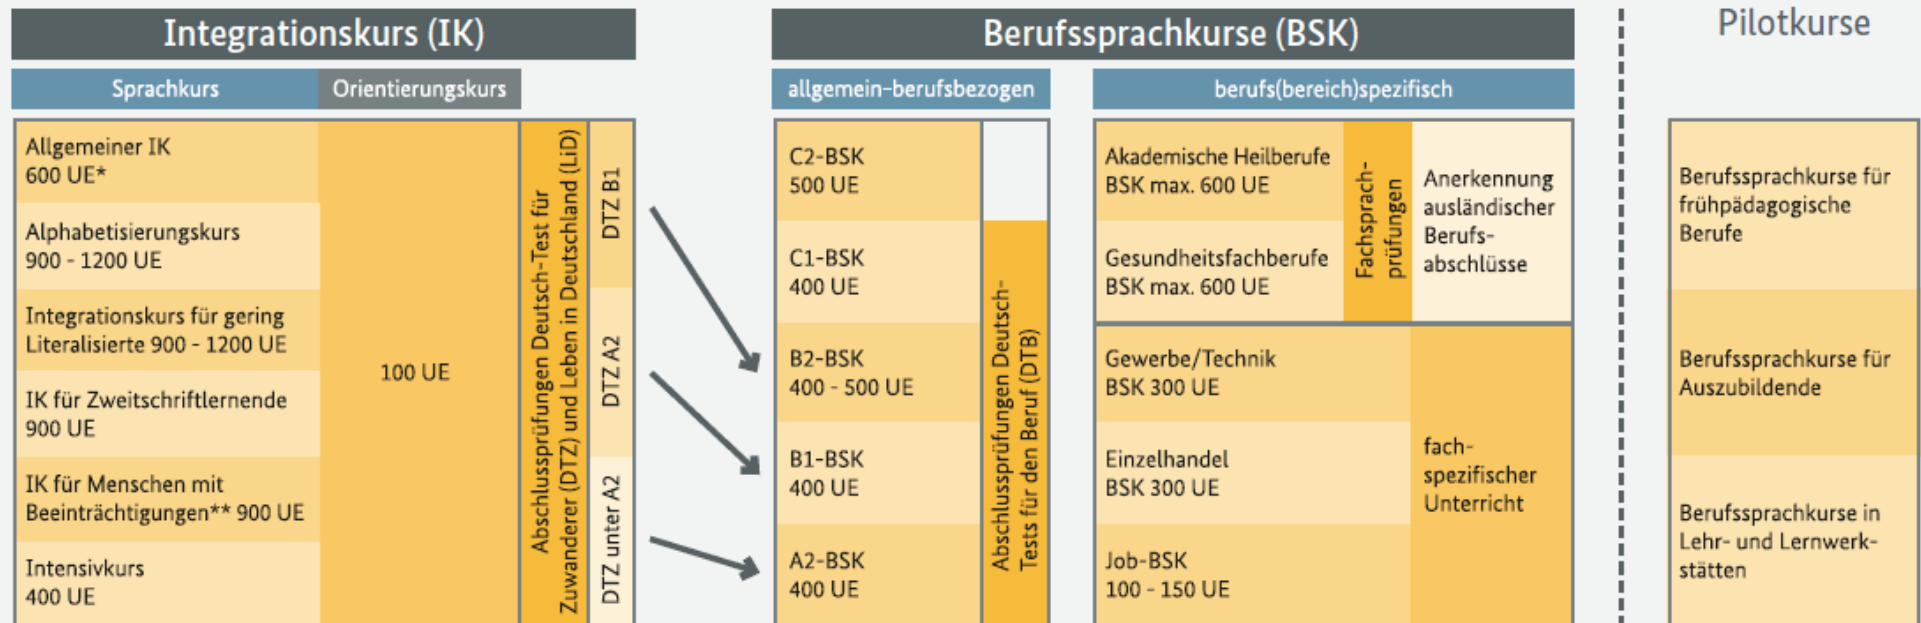 Integrationskurs (IK)
Sprachkurs
Orientierungskurs
Allgemeiner IK
600 UE*
Alphabetisierungskurs
900 - 1200 UE
Integrationskurs für gering
Literalisierte 900 - 1200 UE
IK für Zweitschriftlernende
900 UE
IK für Menschen mit
Beeinträchtigungen** 900 UE
Intensivkurs
400 UE
100 UE
Abschlussprüfungen Deutsch-Test für
Zuwanderer (DTZ) und Leben in Deutschland (LiD)
DTZ B1
DTZ A2
DTZ unter A2
Berufssprachkurse (BSK)
allgemein-berufsbezogen
C2-BSK
500 UE
C1-BSK
400 UE
B2-BSK
400 - 500 UE
B1-BSK
400 UE
A2-BSK
400 UE
Abschlussprüfungen Deutsch-
Tests für den Beruf (DTB)
berufs(bereich)spezifisch
Akademische Heilberufe
BSK max. 600 UE
Gesundheitsfachberufe
BSK max. 600 UE
Fachsprach-
prüfungen
Anerkennung
ausländischer
Berufs-
abschlüsse
Gewerbe/Technik
BSK 300 UE
Einzelhandel
BSK 300 UE
Job-BSK
100 - 150 UE
fach-
spezifischer
Unterricht
Pilotkurse
Berufssprachkurse für
frühpädagogische
Berufe
Berufssprachkurse für
Auszubildende
Berufssprachkurse in
Lehr- und Lernwerk-
stätten